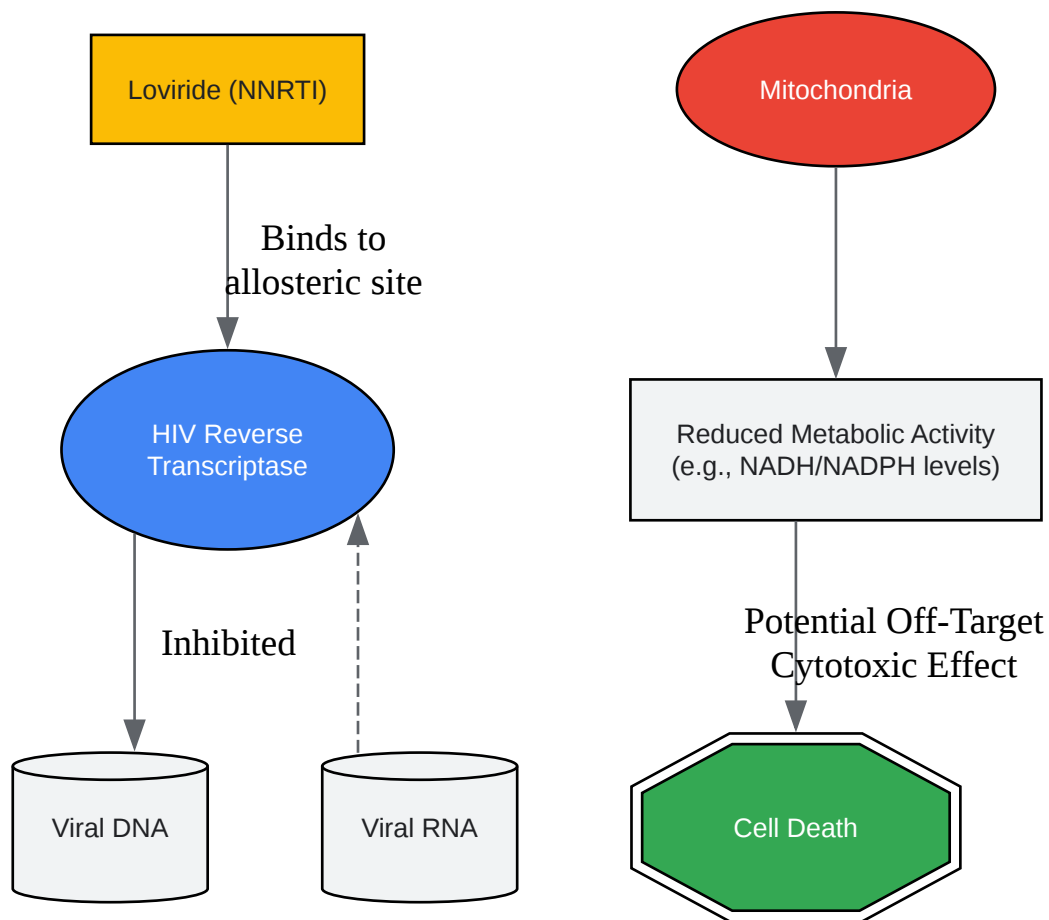 Loviride (NNRTI)
Mitochondria
Binds to
allosteric site
HIV Reverse
Transcriptase
Reduced Metabolic Activity
(e.g., NADH/NADPH levels)
Inhibited
Potential Off-Target
Cytotoxic Effect
Viral DNA
Viral RNA
Cell Death